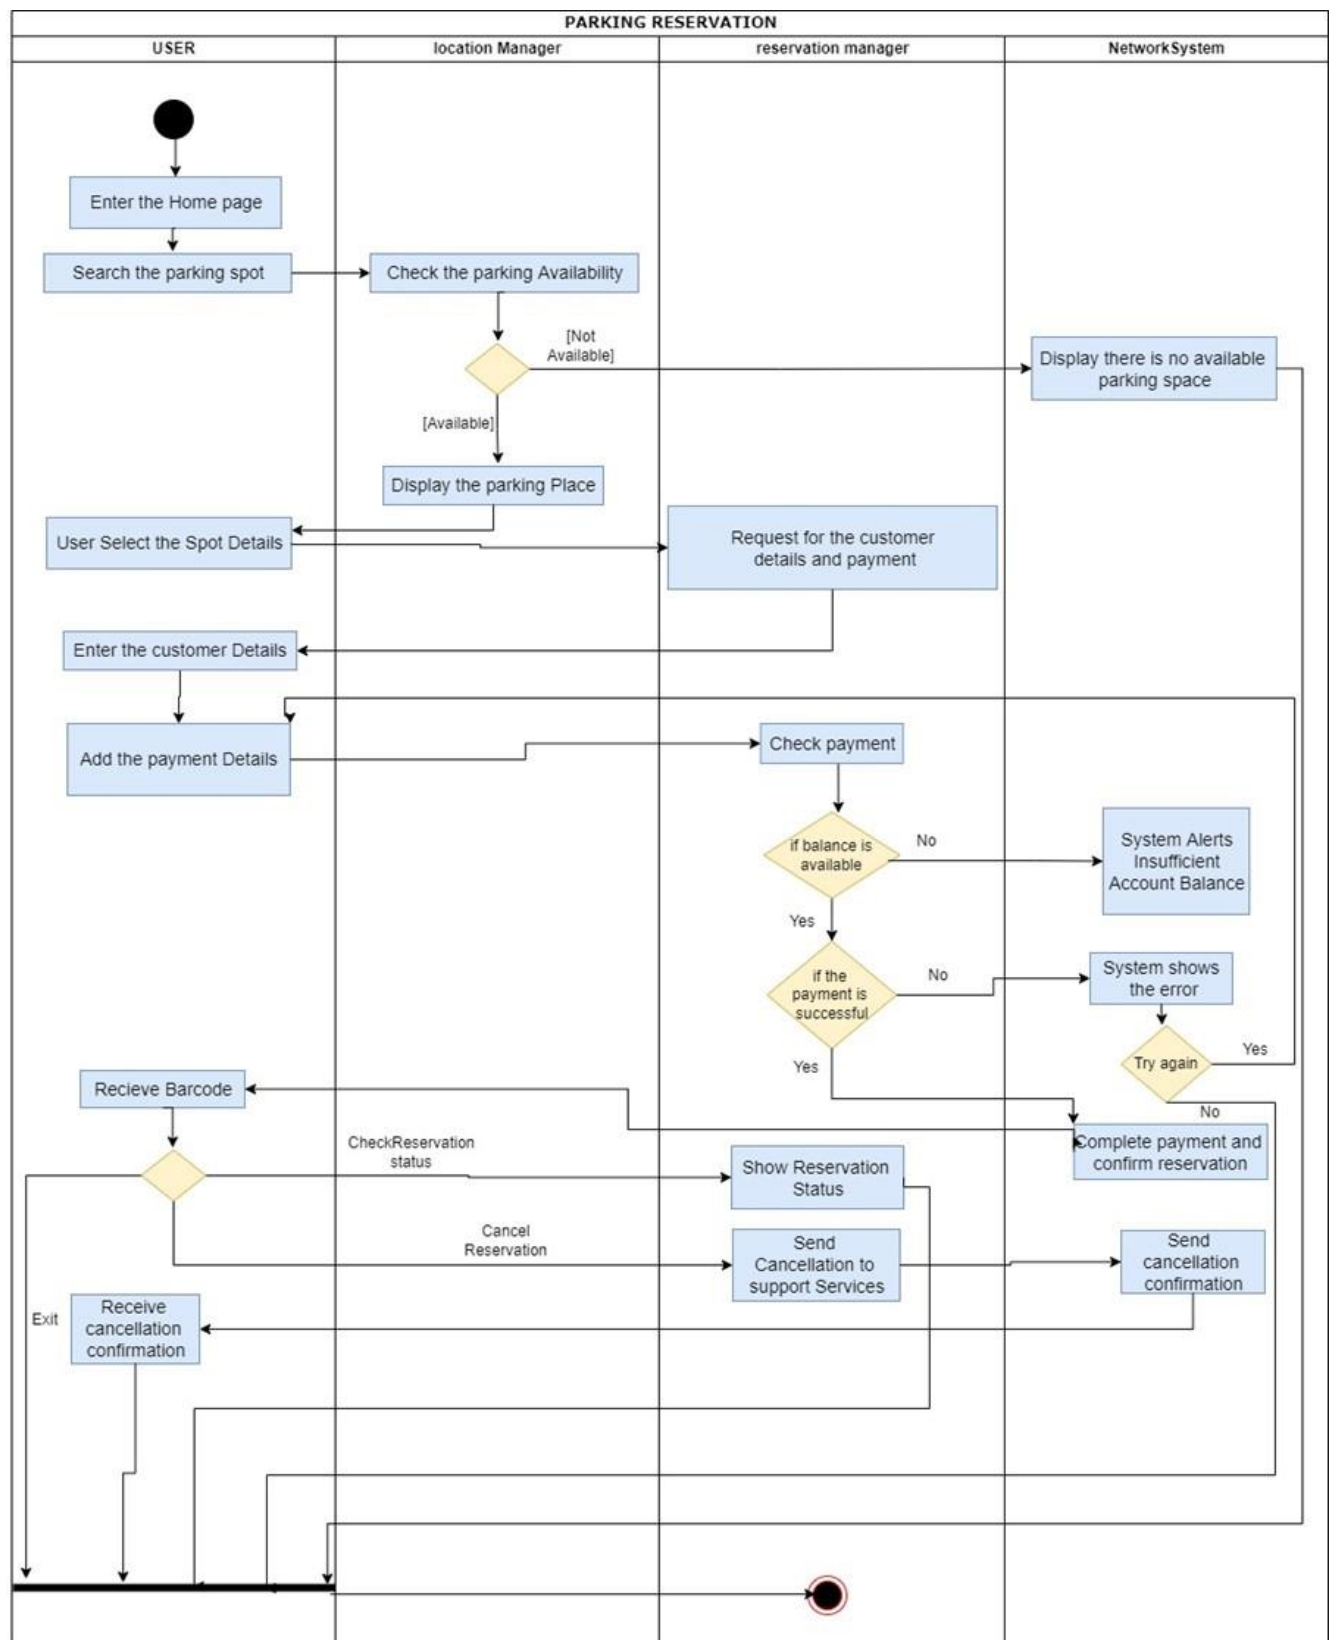 PARKING RESERVATION
USER
location Manager
reservation manager
NetworkSystem
Enter the Home page
Search the parking spot
Check the parking Availability
[Not
Available]
Display there is no available
parking space
[Available]
Display the parking Place
User Select the Spot Details
Request for the customer
details and payment
Enter the customer Details
Add the payment Details
Check payment
if balance is
available
No
System Alerts
Insufficient
Account Balance
Yes
if the
payment is
successful
No
System shows
the error
Try again
Yes
Yes
No
Recieve Barcode
Complete payment and
confirm reservation
CheckReservation
status
Show Reservation
Status
Cancel
Reservation
Send
Cancellation to
support Services
Send
cancellation
confirmation
Exit
Receive
cancellation
confirmation